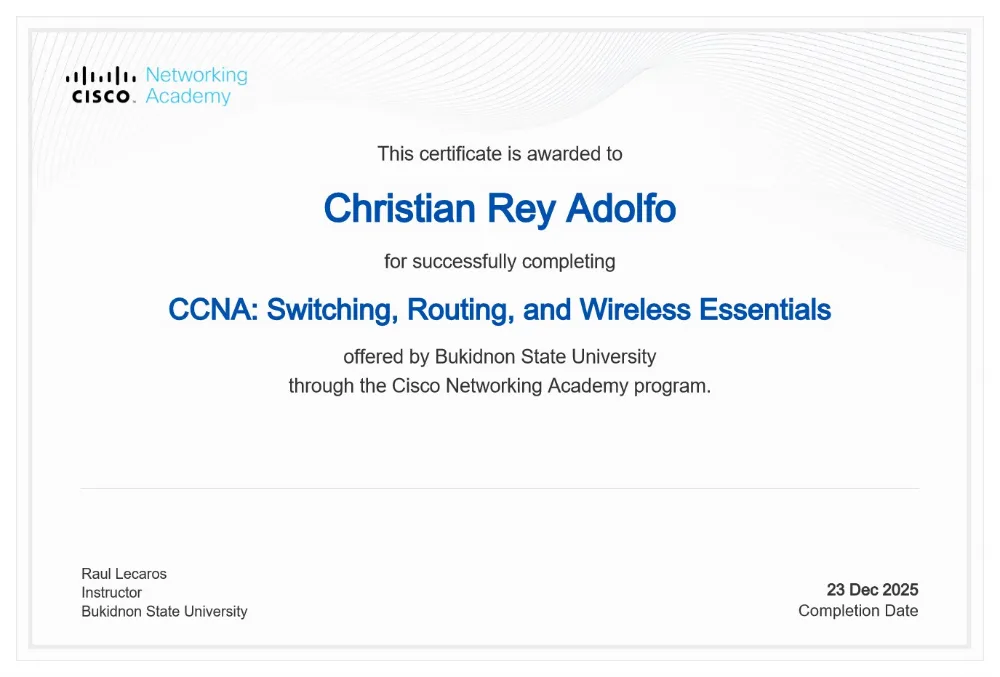 Networking
CISCO Academy
This certificate is awarded to
Christian Rey Adolfo
for successfully completing
CCNA: Switching, Routing, and Wireless Essentials
offered by Bukidnon State University
through the Cisco Networking Academy program.
Raul Lecaros
Instructor
Bukidnon State University
23 Dec 2025
Completion Date